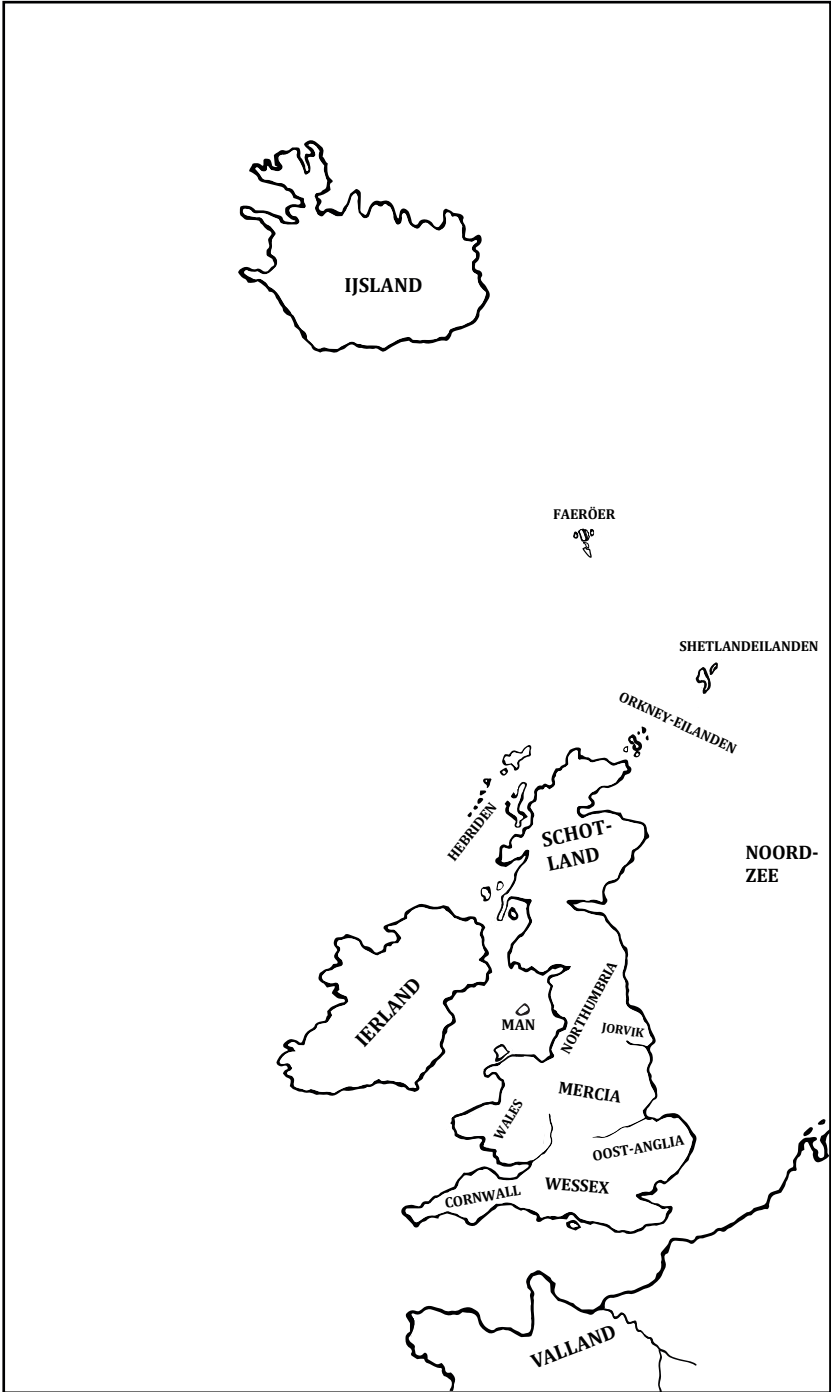 IJSLAND
FAERÖER
SHETLANDEILANDEN
ORKNEY-EILANDEN
HEBRIDEN
SCHOT-
LAND
NOORD-
ZEE
IERLAND
NORTHUMBRIA
MAN
JORVIK
MERCIA
WALES
OOST-ANGLIA
CORNWALL
WESSEX
VALLAND